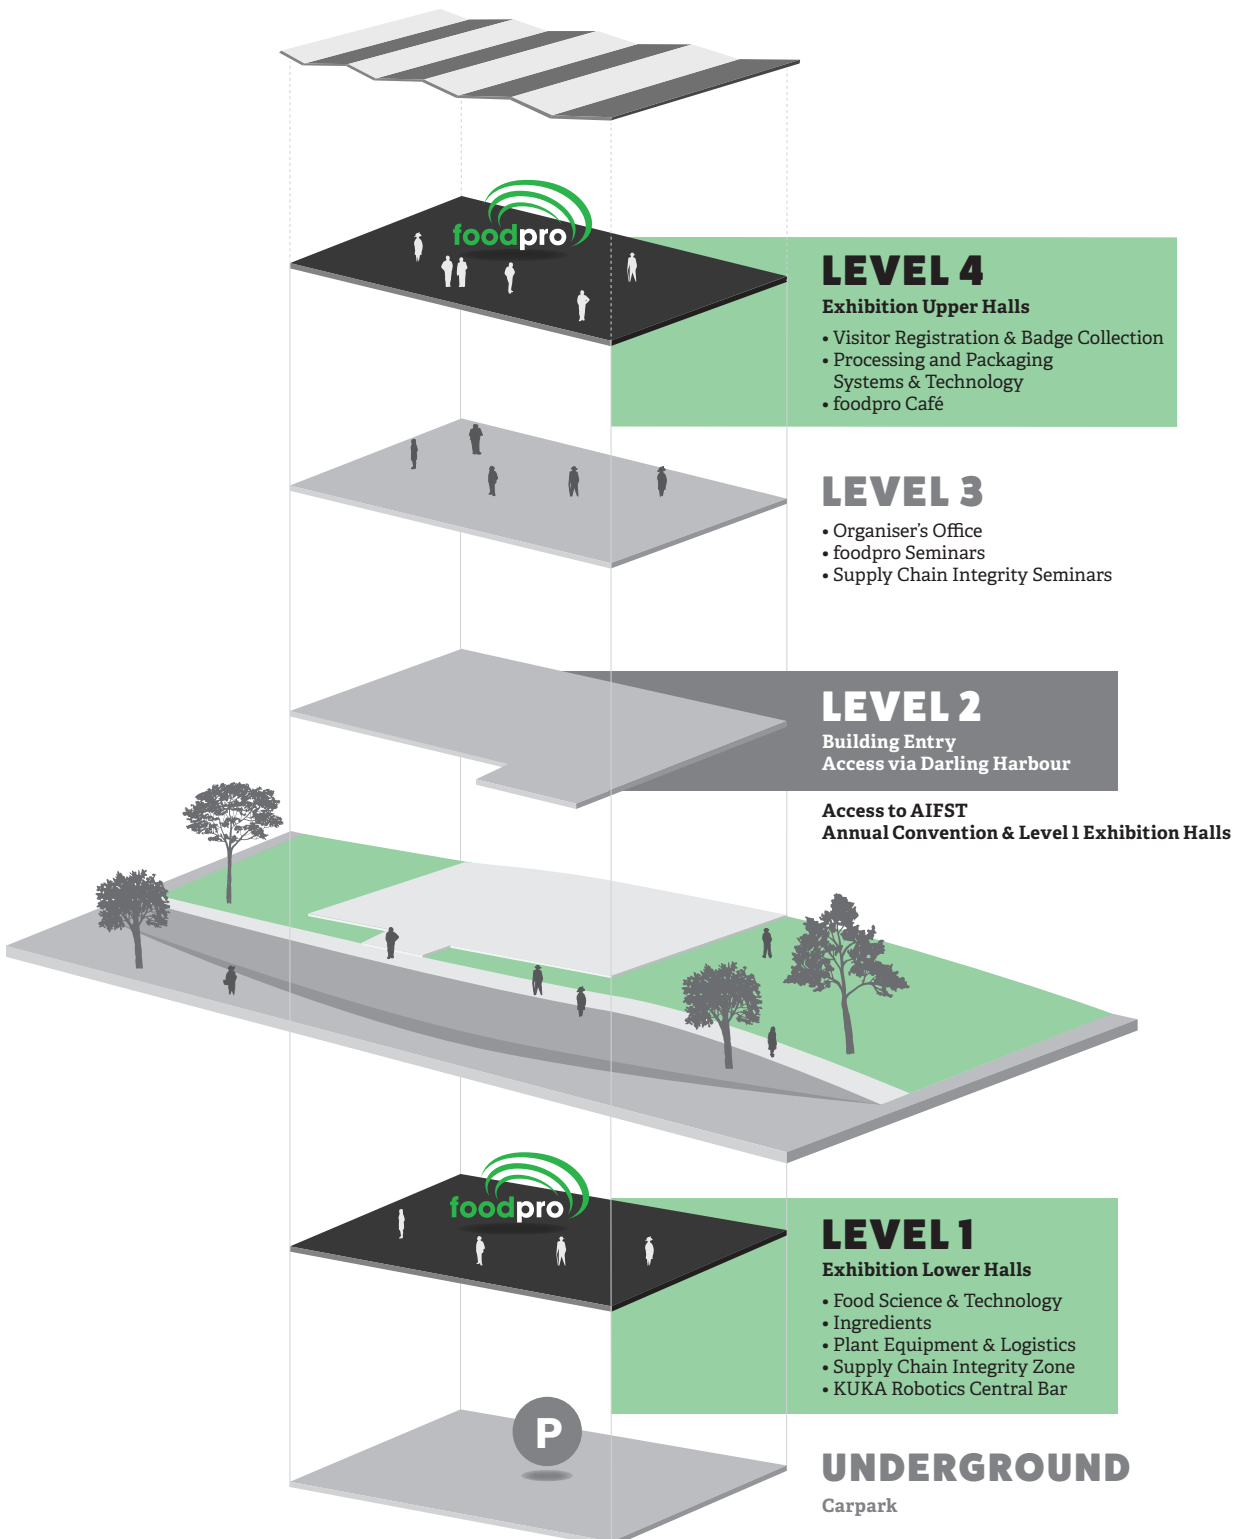 foodpro
LEVEL 4
Exhibition Upper Halls
• Visitor Registration & Badge Collection
• Processing and Packaging
Systems & Technology
• foodpro Café
LEVEL 3
• Organiser's Office
• foodpro Seminars
• Supply Chain Integrity Seminars
LEVEL 2
Building Entry
Access via Darling Harbour
Access to AIFST
Annual Convention & Level 1 Exhibition Halls
foodpro
LEVEL 1
Exhibition Lower Halls
• Food Science & Technology
• Ingredients
• Plant Equipment & Logistics
• Supply Chain Integrity Zone
• KUKA Robotics Central Bar
P
UNDERGROUND
Carpark